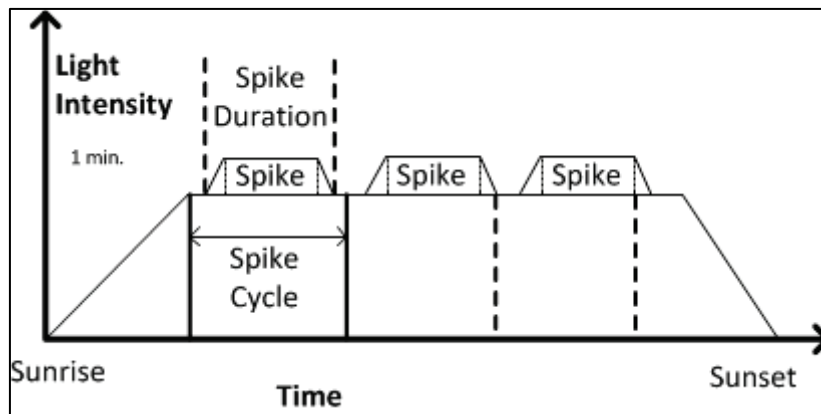 Light
Intensity
1 min.
Spike
Duration
Spike
Spike
Spike
Spike
Cycle
Sunrise
Time
Sunset